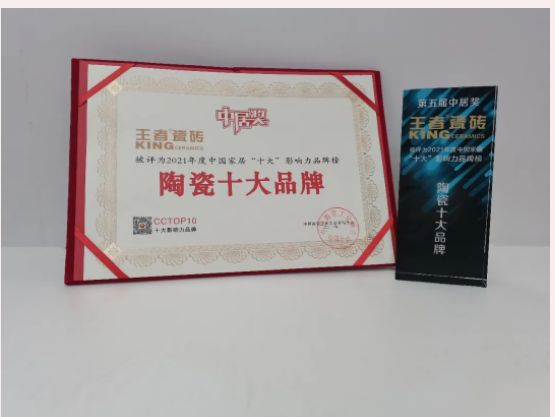 中居奖
王者瓷砖
KING CERAMICS
被评为2021年度中国家居“十大”影响力品牌榜
陶瓷十大品牌
CCTOP10
十大影响力品牌
第五届中居奖
王者瓷砖
KING CERAMICS
被评为2021年度中国家居
“十大”影响力品牌榜
陶瓷十大品牌